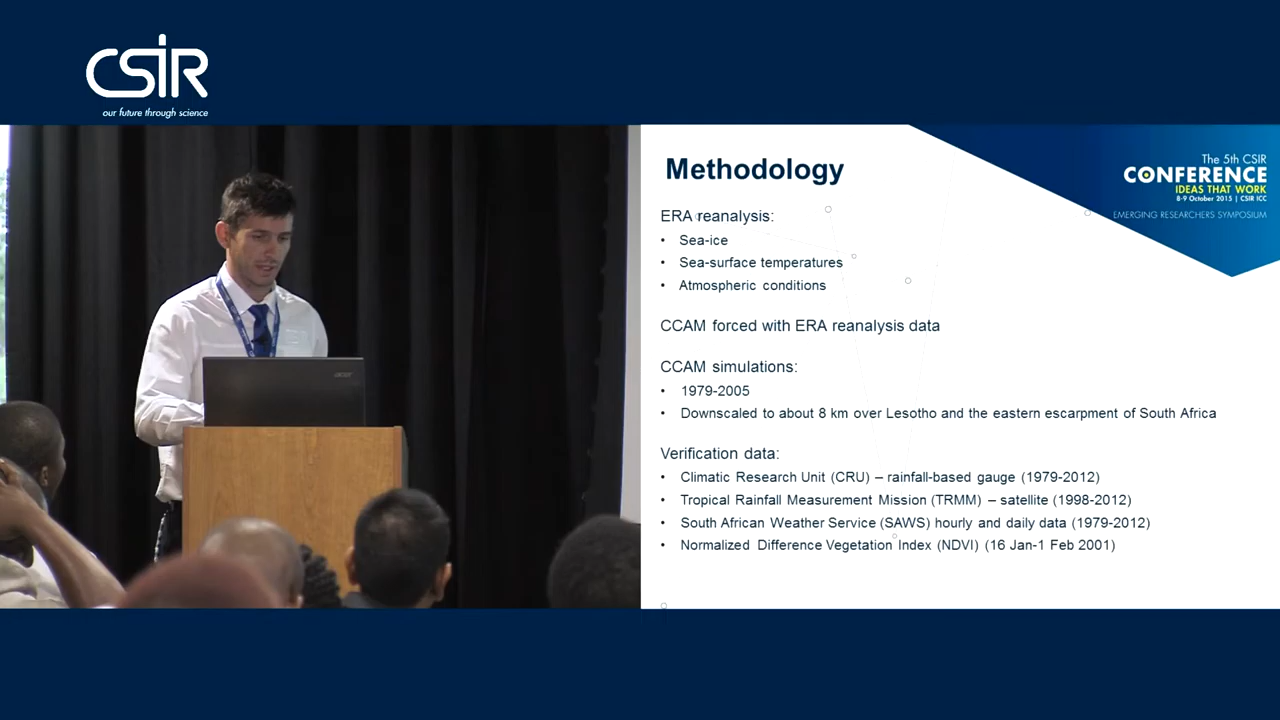 CSIR
our future through science
Methodology
The 5th CSIR
CONFERENCE
IDEAS THAT WORK
8-9 October 2015 | CSIR ICC
EMERGING RESEARCHERS SYMPOSIUM
ERA reanalysis:
• Sea-ice
• Sea-surface temperatures
• Atmospheric conditions
CCAM forced with ERA reanalysis data
CCAM simulations:
• 1979-2005
• Downscaled to about 8 km over Lesotho and the eastern escarpment of South Africa
Verification data:
• Climatic Research Unit (CRU) – rainfall-based gauge (1979-2012)
• Tropical Rainfall Measurement Mission (TRMM) – satellite (1998-2012)
• South African Weather Service (SAWS) hourly and daily data (1979-2012)
• Normalized Difference Vegetation Index (NDVI) (16 Jan-1 Feb 2001)
acer